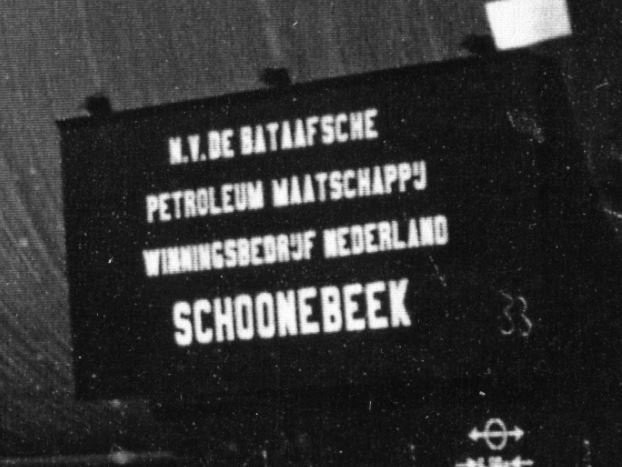 N.V. DE BATAAFSCHE
PETROLEUM MAATSCHAPPIJ
WINNINGSBEDRIJF NEDERLAND
SCHOONEBEEK
33